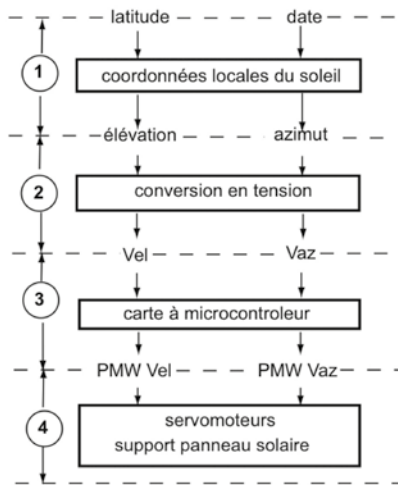 latitude date
1
coordonnées locales du soleil
élévation azimut
2
conversion en tension
Vel Vaz
3
carte à microcontroleur
PMW Vel PMW Vaz
4
servomoteurs
support panneau solaire